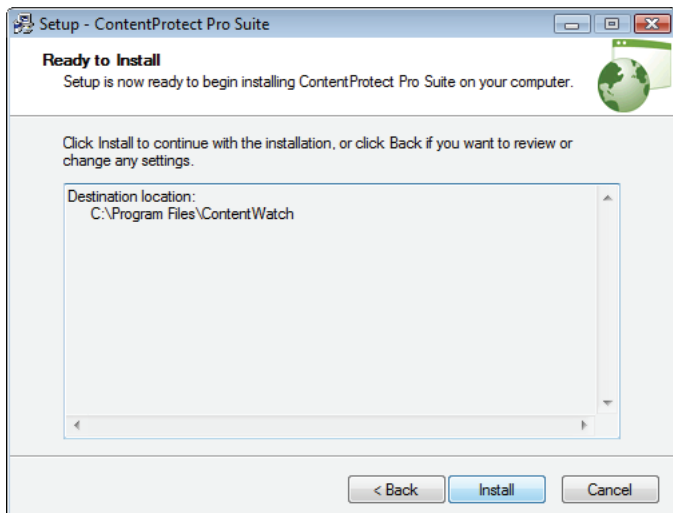 Setup - ContentProtect Pro Suite
Ready to Install
Setup is now ready to begin installing ContentProtect Pro Suite on your computer.
Click Install to continue with the installation, or click Back if you want to review or
change any settings.
Destination location:
C:\Program Files\ContentWatch
< Back
Install
Cancel